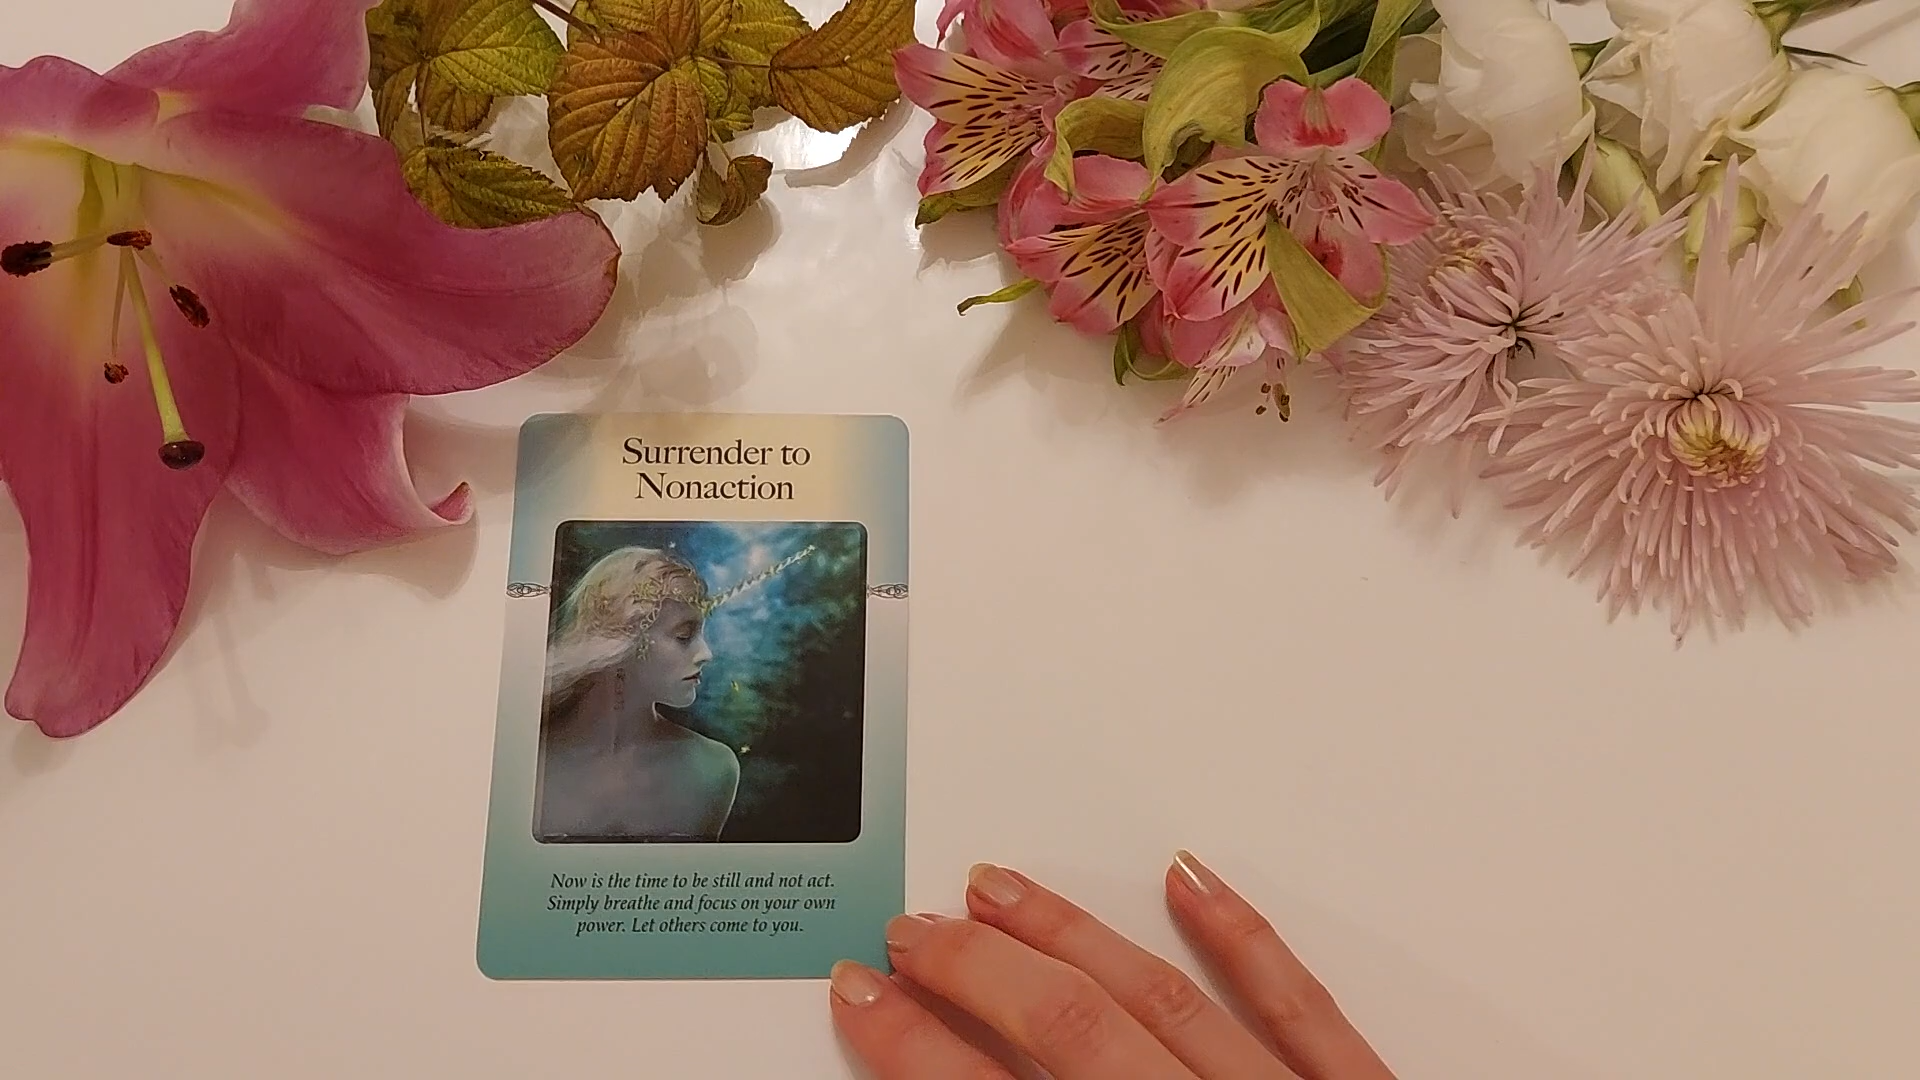 Surrender to
Nonaction
Now is the time to be still and not act.
Simply breathe and focus on your own
power. Let others come to you.